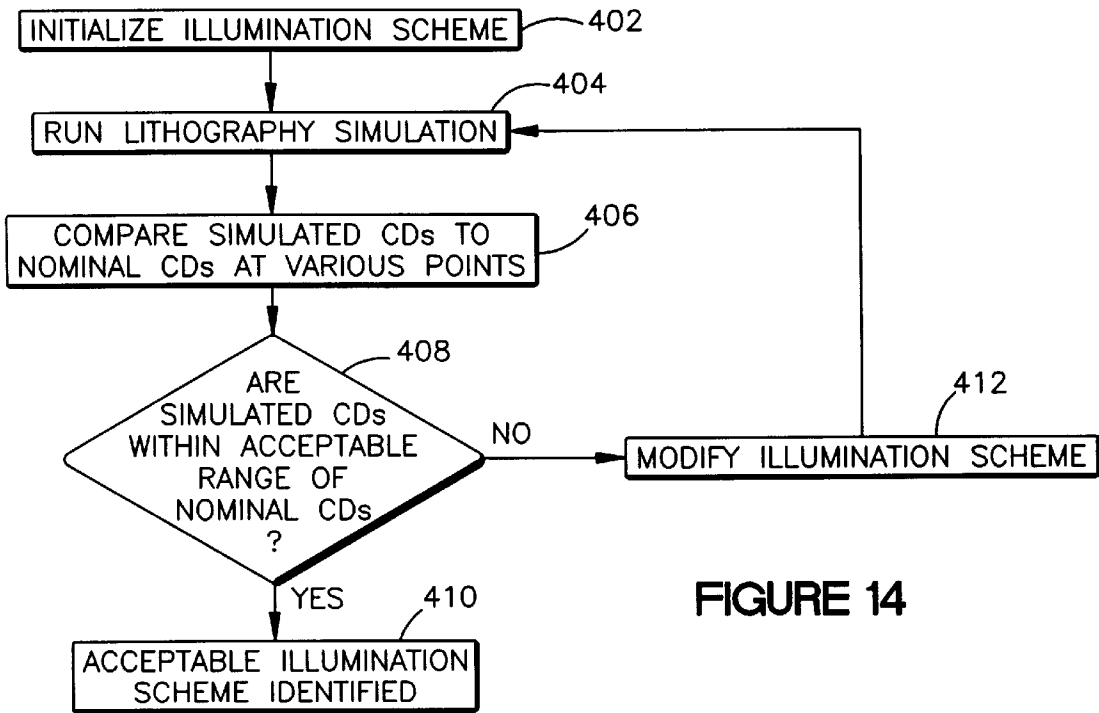 INITIALIZE ILLUMINATION SCHEME
402
404
RUN LITHOGRAPHY SIMULATION
406
COMPARE SIMULATED CDs TO
NOMINAL CDs AT VARIOUS POINTS
408
ARE
SIMULATED CDs
WITHIN ACCEPTABLE
RANGE OF
NOMINAL CDs
?
NO
412
MODIFY ILLUMINATION SCHEME
YES
410
ACCEPTABLE ILLUMINATION
SCHEME IDENTIFIED
FIGURE 14